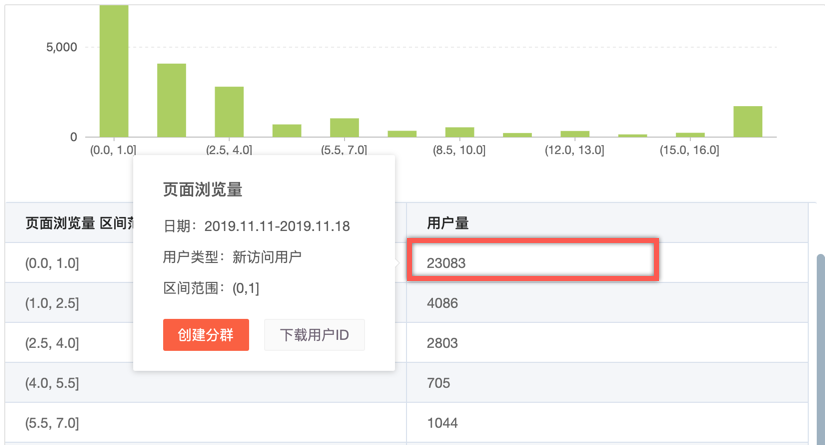 5,000
0
(0.0, 1.0]
(2.5, 4.0]
(5.5, 7.0]
(8.5, 10.0]
(12.0, 13.0]
(15.0, 16.0]
页面浏览量
日期：2019.11.11-2019.11.18
用户类型：新访问用户
区间范围：(0,1]
创建分群 下载用户ID
页面浏览量 区间范 用户量
(0.0, 1.0] 23083
(1.0, 2.5] 4086
(2.5, 4.0] 2803
(4.0, 5.5] 705
(5.5, 7.0] 1044